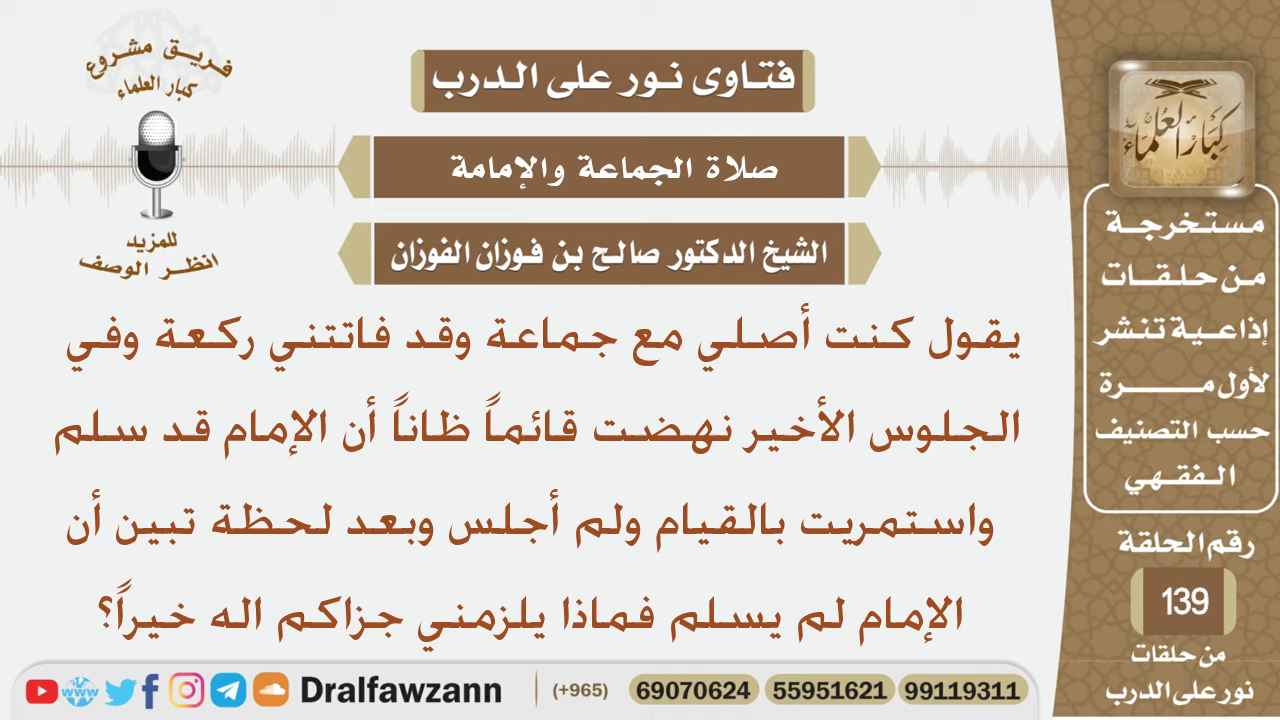 فريق مشروع
كبار العلماء
للمزيد
انظر الوصف
فتاوى نور على الدرب
صلاة الجماعة والإمامة
الشيخ الدكتور صالح بن فوزان الفوزان
يقول كنت أصلي مع جماعة وقد فاتتني ركعة وفي
الجلوس الأخير نهضت قائماً ظاناً أن الإمام قد سلم
واستمريت بالقيام ولم أجلس وبعد لحظة تبين أن
الإمام لم يسلم فماذا يلزمني جزاكم اله خيراً؟
كبار العلماء
مستخرجة
من حلقات
إذاعية تنشر
لأول مرة
حسب التصنيف
الفقهي
رقم الحلقة
139
من حلقات
نور على الدرب
www Dralfawzann (+965) 69070624 55951621 99119311